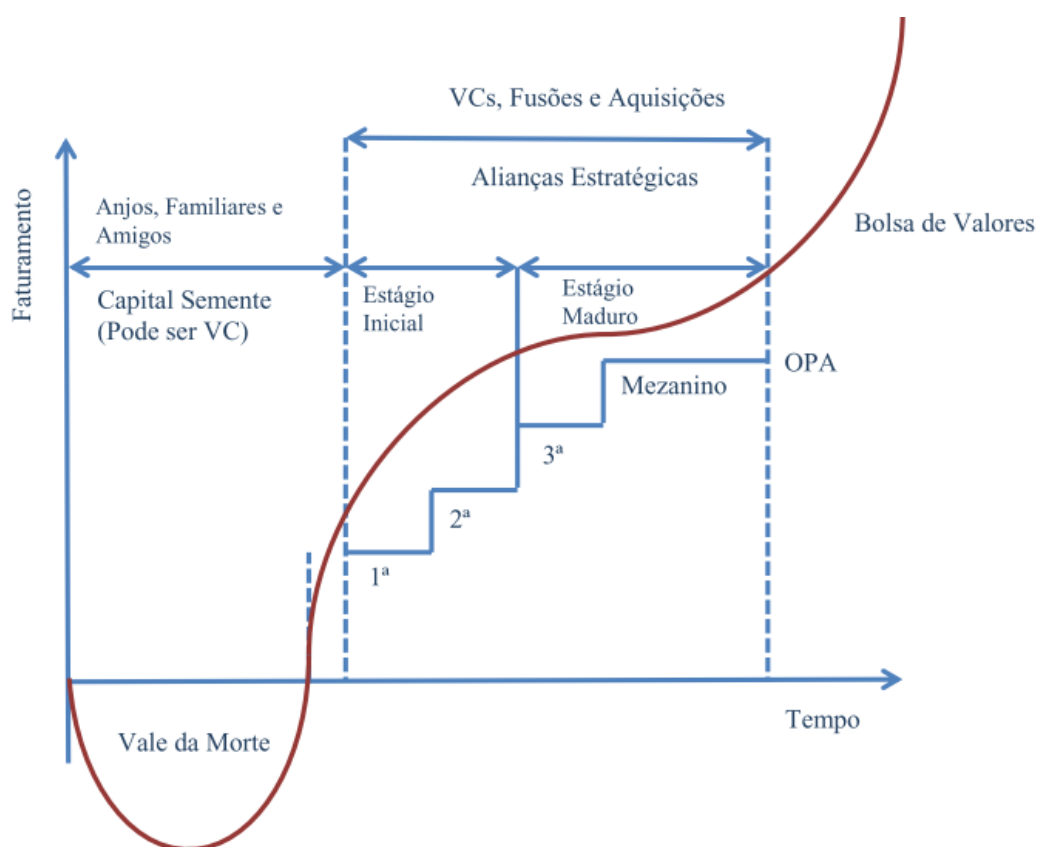 VCs, Fusões e Aquisições
Alianças Estratégicas
Faturamento
Anjos, Familiares e
Amigos
Bolsa de Valores
Capital Semente
(Pode ser VC)
Estágio
Inicial
Estágio
Maduro
OPA
Mezanino
3ª
2ª
1ª
Tempo
Vale da Morte